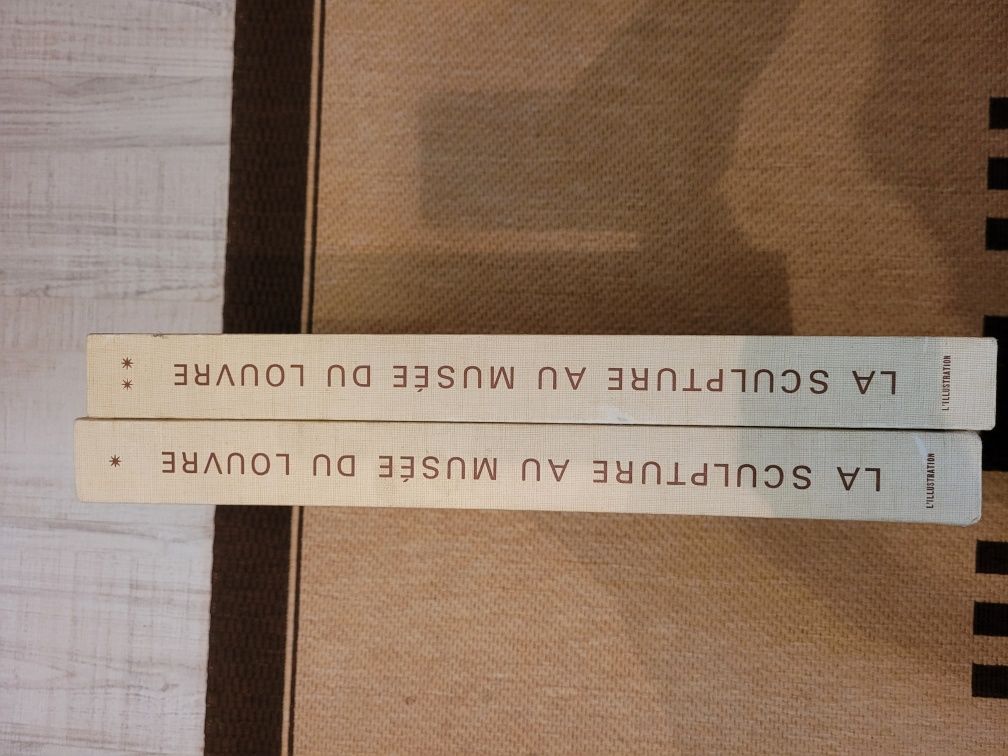 ✷
✷
LA SCULPTURE AU MUSÉE DU LOUVRE
L'ILLUSTRATION
✷
LA SCULPTURE AU MUSÉE DU LOUVRE
L'ILLUSTRATION